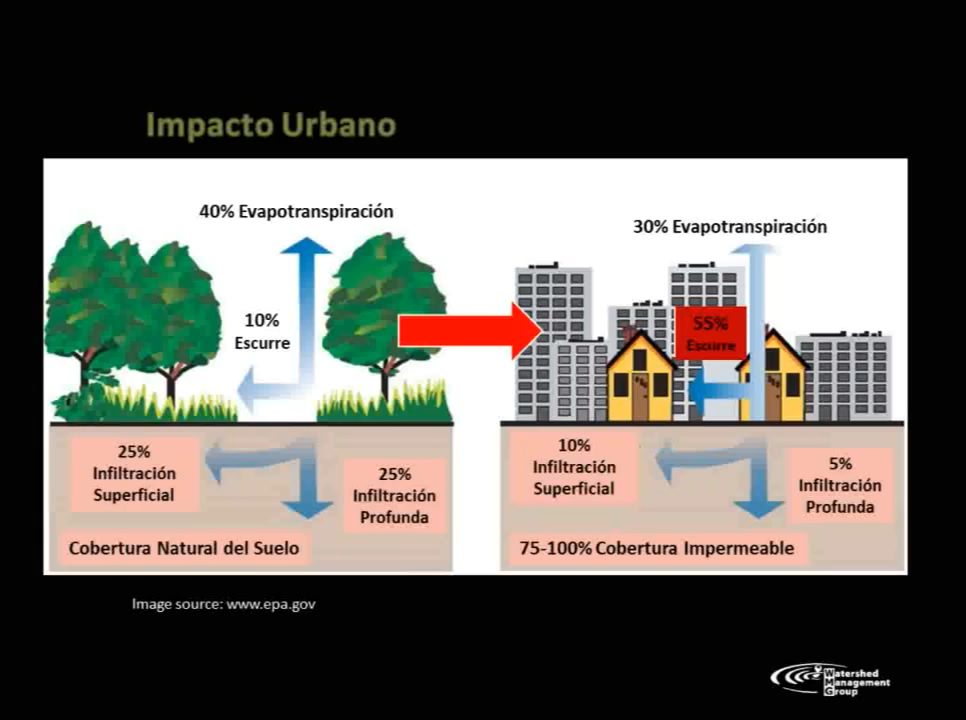 Impacto Urbano
40% Evapotranspiración
10%
Escurre
25%
Infiltración
Superficial
25%
Infiltración
Profunda
Cobertura Natural del Suelo
30% Evapotranspiración
55%
Escurre
10%
Infiltración
Superficial
5%
Infiltración
Profunda
75-100% Cobertura Impermeable
Image source: www.epa.gov
Watershed
Management
Group